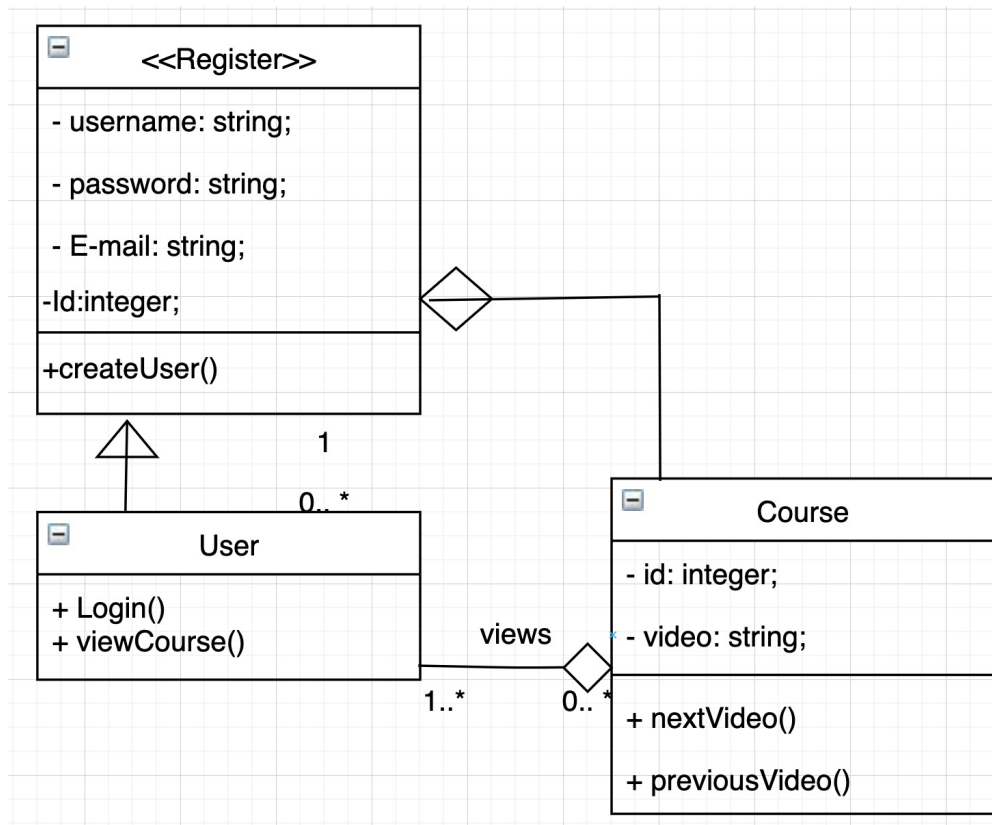 <<Register>>
- username: string;
- password: string;
- E-mail: string;
-Id:integer;
+createUser()
1
0.. *
User
+ Login()
+ viewCourse()
views
1..*
0.. *
Course
- id: integer;
- video: string;
+ nextVideo()
+ previousVideo()